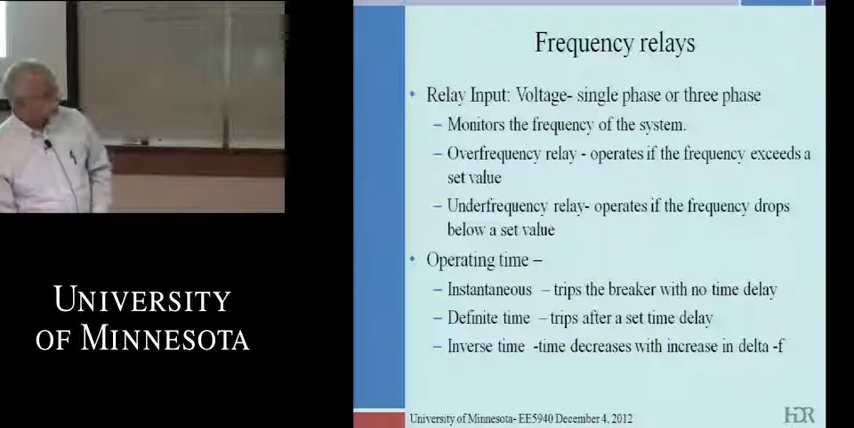 Frequency relays
Relay Input: Voltage- single phase or three phase
– Monitors the frequency of the system.
– Overfrequency relay - operates if the frequency exceeds a
set value
– Underfrequency relay- operates if the frequency drops
below a set value
Operating time –
– Instantaneous – trips the breaker with no time delay
– Definite time – trips after a set time delay
– Inverse time -time decreases with increase in delta -f
University of Minnesota- EE5940 December 4, 2012
HDR
UNIVERSITY
OF MINNESOTA